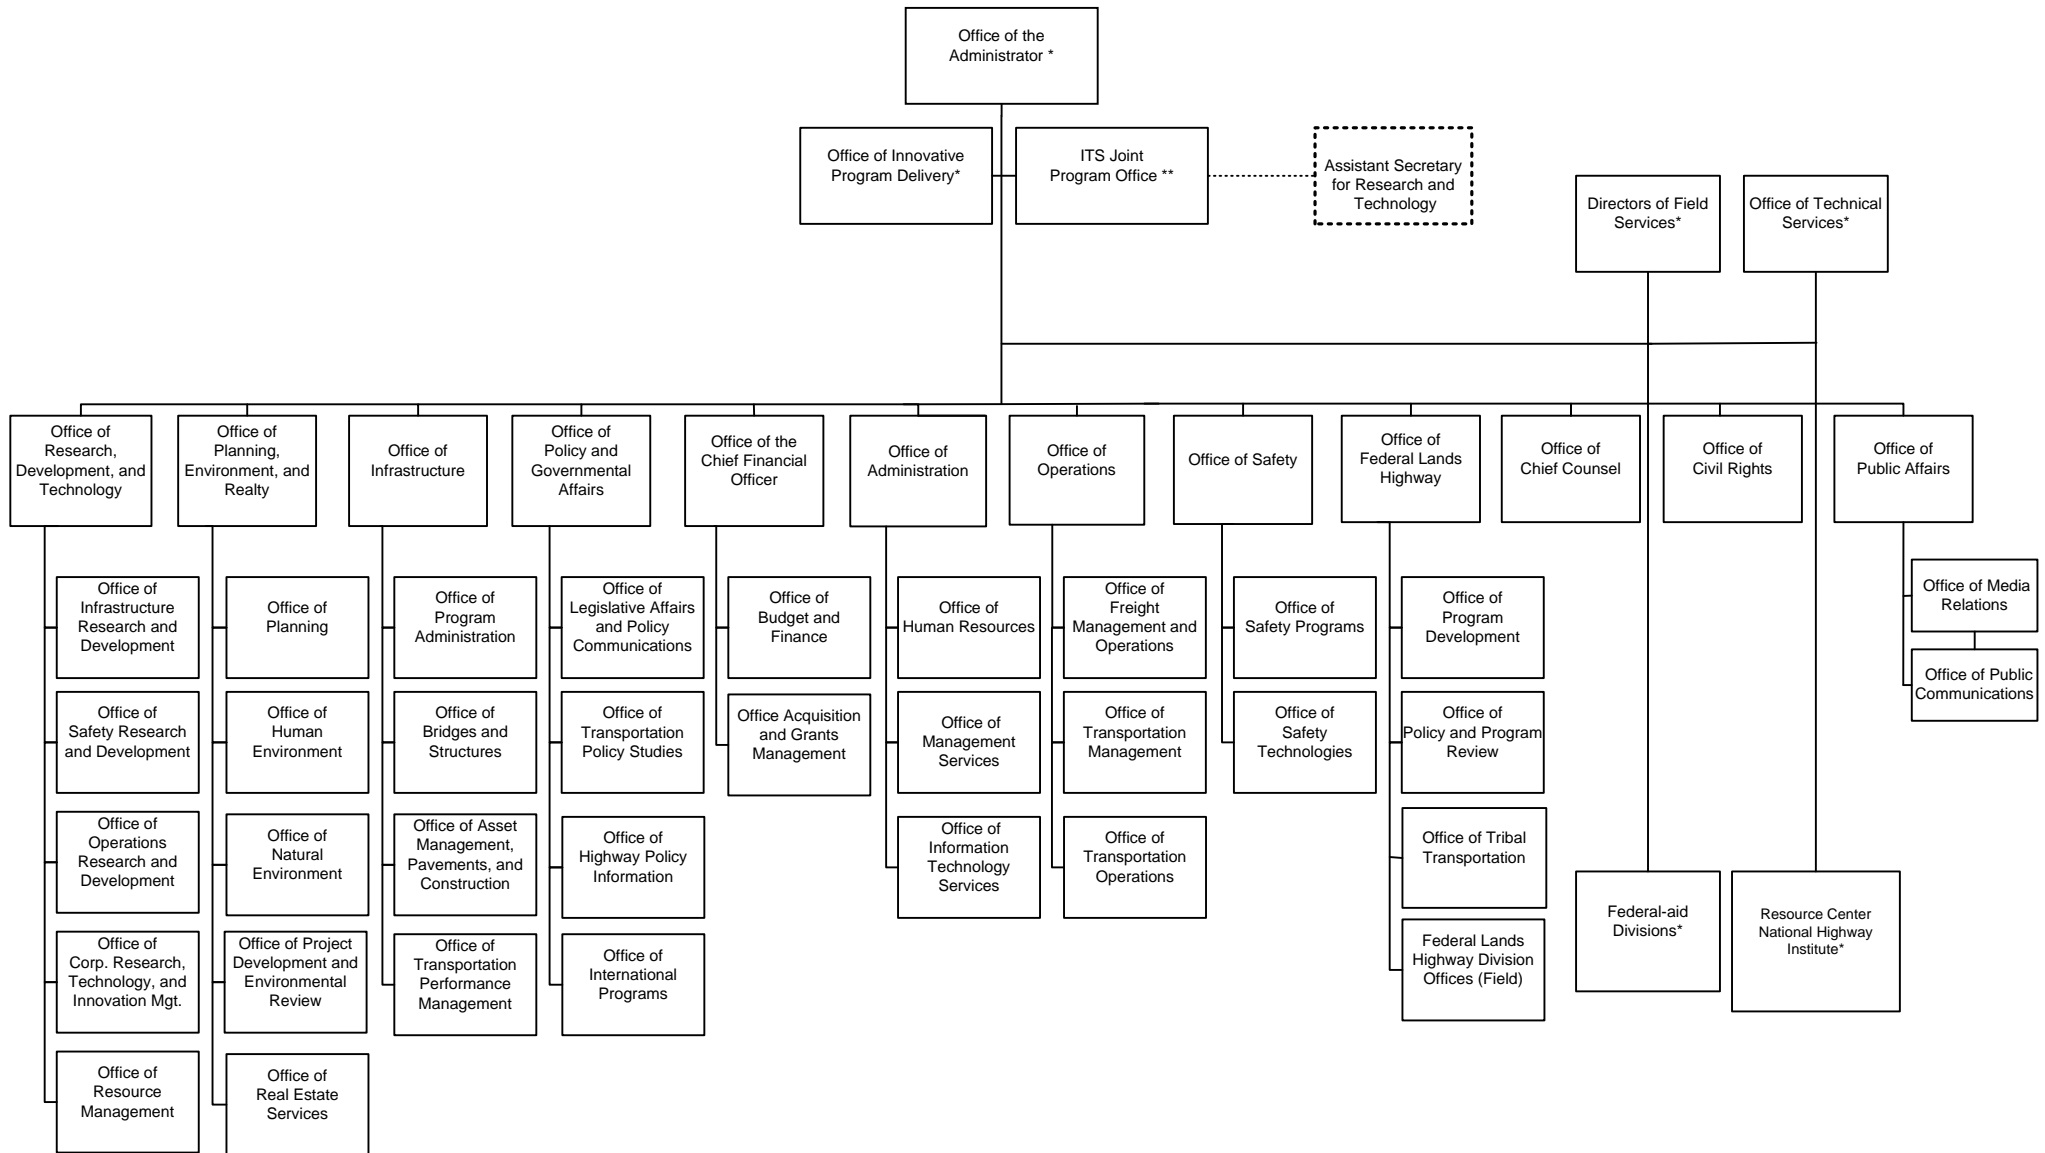 Office of the
Administrator *
Office of Innovative
Program Delivery*
ITS Joint
Program Office **
Assistant Secretary
for Research and
Technology
Directors of Field
Services*
Office of Technical
Services*
Office of
Research,
Development, and
Technology
Office of
Planning,
Environment, and
Realty
Office of
Infrastructure
Office of
Policy and
Governmental
Affairs
Office of the
Chief Financial
Officer
Office of
Administration
Office of
Operations
Office of Safety
Office of
Federal Lands
Highway
Office of
Chief Counsel
Office of
Civil Rights
Office of
Public Affairs
Office of
Infrastructure
Research and
Development
Office of
Safety Research
and Development
Office of
Operations
Research and
Development
Office of
Corp. Research,
Technology, and
Innovation Mgt.
Office of
Resource
Management
Office of
Planning
Office of
Human
Environment
Office of
Natural
Environment
Office of Project
Development and
Environmental
Review
Office of
Real Estate
Services
Office of
Program
Administration
Office of
Bridges and
Structures
Office of Asset
Management,
Pavements, and
Construction
Office of
Transportation
Performance
Management
Office of
Legislative Affairs
and Policy
Communications
Office of
Transportation
Policy Studies
Office of
Highway Policy
Information
Office of
International
Programs
Office of
Budget and
Finance
Office Acquisition
and Grants
Management
Office of
Human Resources
Office of
Management
Services
Office of
Information
Technology
Services
Office of
Freight
Management and
Operations
Office of
Transportation
Management
Office of
Transportation
Operations
Office of
Safety Programs
Office of
Safety
Technologies
Office of
Program
Development
Office of
Policy and Program
Review
Office of Tribal
Transportation
Federal Lands
Highway Division
Offices (Field)
Federal-aid
Divisions*
Resource Center
National Highway
Institute*
Office of Media
Relations
Office of Public
Communications